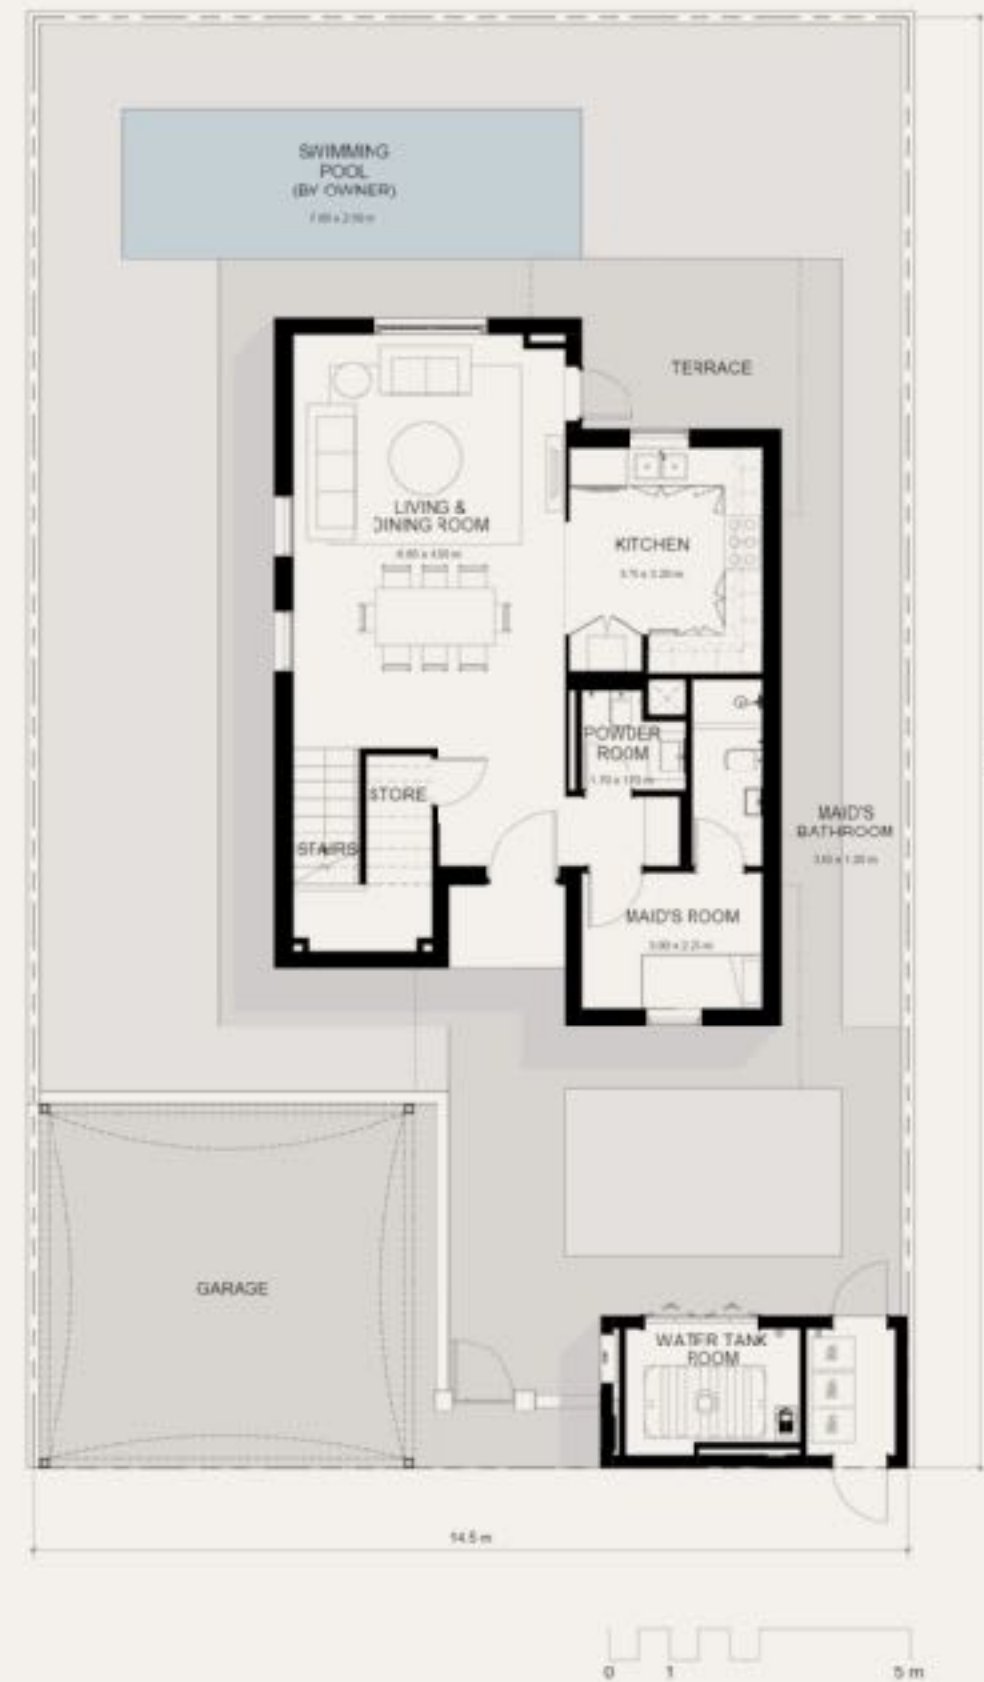 SWIMMING
POOL
(BY OWNER)
TERRACE
LIVING &
DINING ROOM
KITCHEN
POWDER
ROOM
STORE
STAIRS
MAID'S
BATHROOM
MAID'S ROOM
GARAGE
WATER TANK
ROOM
14.5 m
0 1 5 m